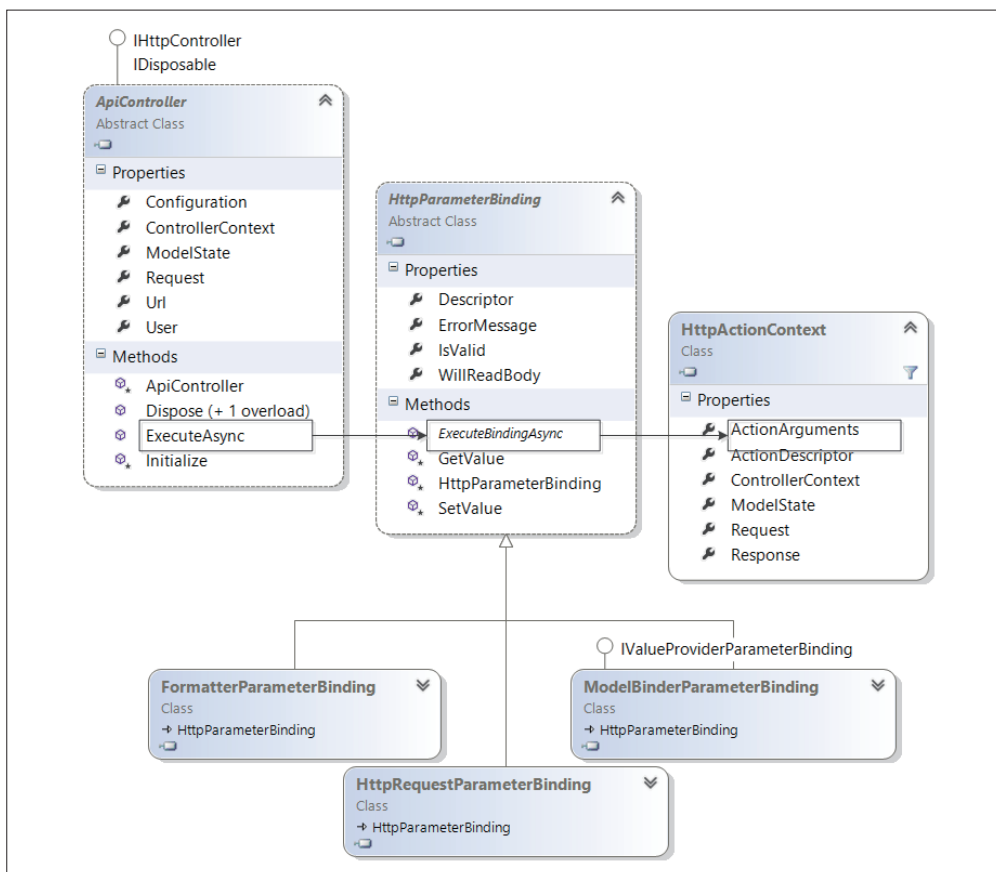 IHttpController
IDisposable
ApiController
Abstract Class
Properties
Configuration
ControllerContext
ModelState
Request
Url
User
Methods
ApiController
Dispose (+ 1 overload)
ExecuteAsync
Initialize
HttpParameterBinding
Abstract Class
Properties
Descriptor
ErrorMessage
IsValid
WillReadBody
Methods
ExecuteBindingAsync
GetValue
HttpParameterBinding
SetValue
HttpActionContext
Class
Properties
ActionArguments
ActionDescriptor
ControllerContext
ModelState
Request
Response
FormatterParameterBinding
Class
HttpParameterBinding
IValueProviderParameterBinding
ModelBinderParameterBinding
Class
HttpParameterBinding
HttpRequestParameterBinding
Class
HttpParameterBinding